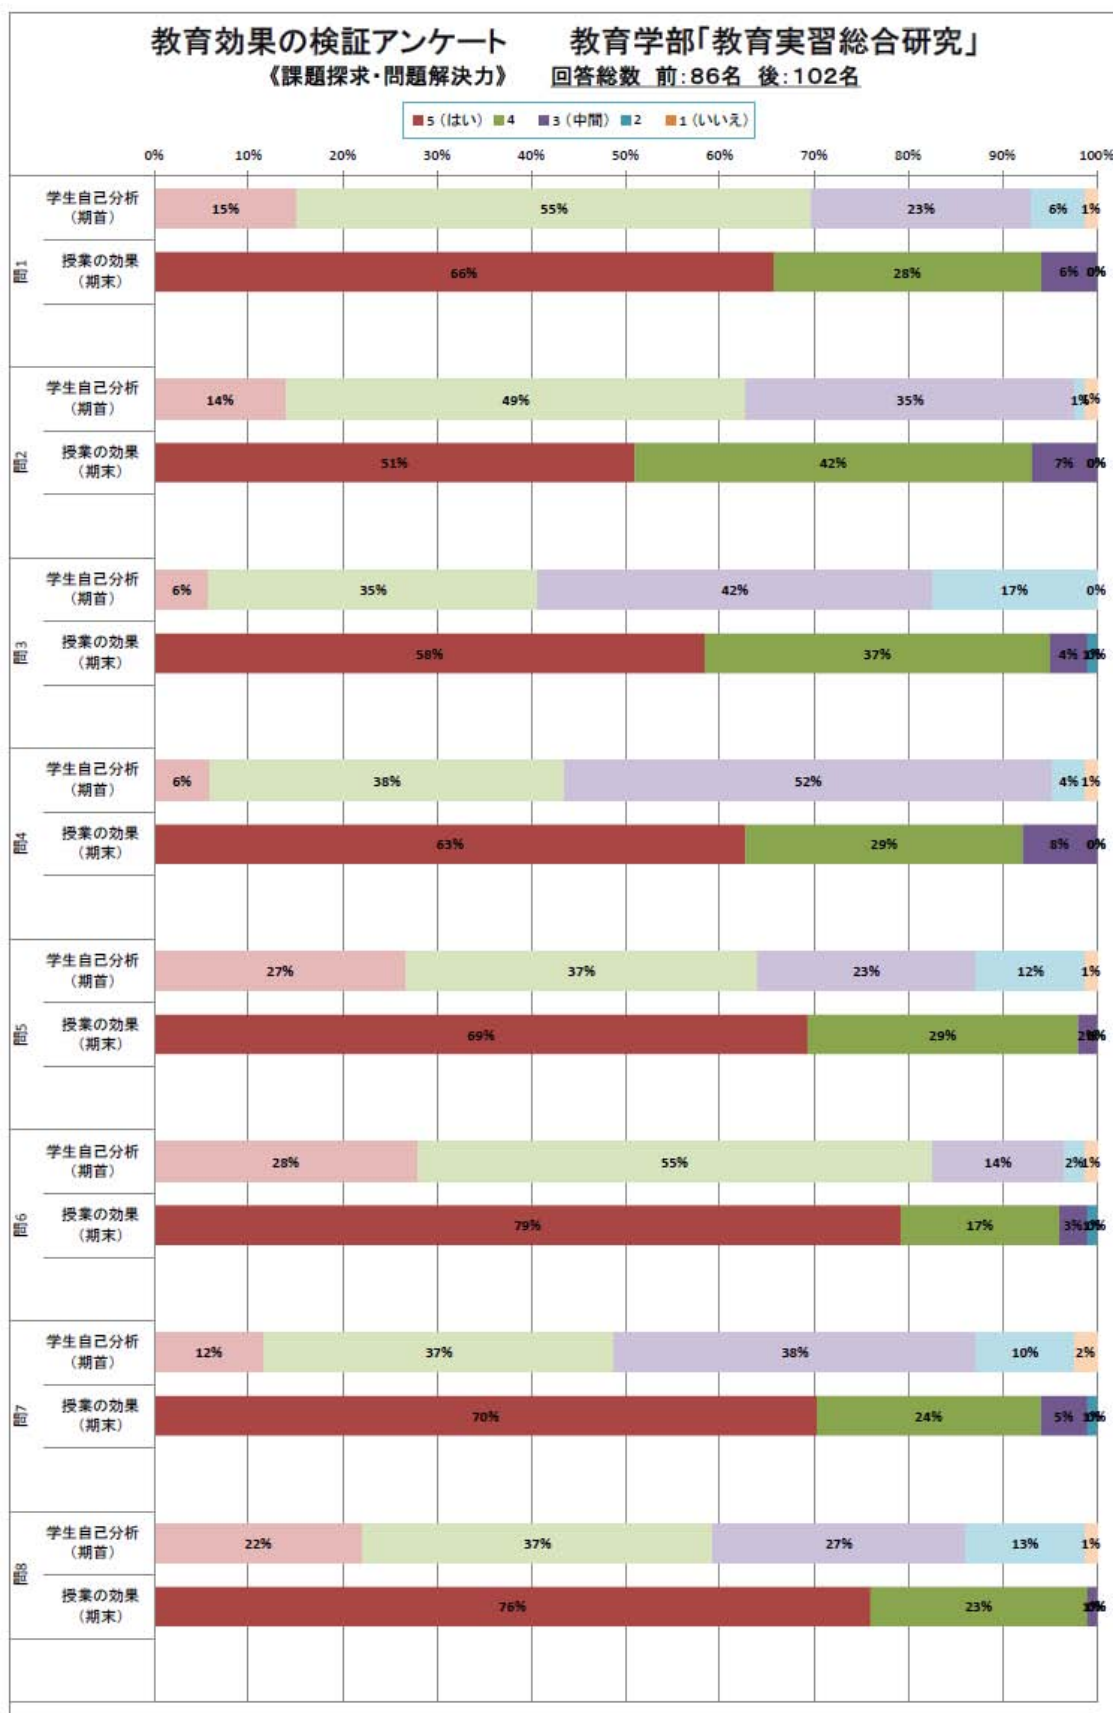 教育効果の検証アンケート　　教育学部「教育実習総合研究」
《課題探求・問題解決力》　　回答総数 前：86名 後：102名
5（はい） 4 3（中間） 2 1（いいえ）
0% 10% 20% 30% 40% 50% 60% 70% 80% 90% 100%
問1
学生自己分析
（期首）
15% 55% 23% 6% 1%
授業の効果
（期末）
66% 28% 6% 0%
問2
学生自己分析
（期首）
14% 49% 35% 1% 1%
授業の効果
（期末）
51% 42% 7% 0%
問3
学生自己分析
（期首）
6% 35% 42% 17% 0%
授業の効果
（期末）
58% 37% 4% 1% 0%
問4
学生自己分析
（期首）
6% 38% 52% 4% 1%
授業の効果
（期末）
63% 29% 8% 0%
問5
学生自己分析
（期首）
27% 37% 23% 12% 1%
授業の効果
（期末）
69% 29% 2% 0%
問6
学生自己分析
（期首）
28% 55% 14% 2% 1%
授業の効果
（期末）
79% 17% 3% 1% 0%
問7
学生自己分析
（期首）
12% 37% 38% 10% 2%
授業の効果
（期末）
70% 24% 5% 1% 0%
問8
学生自己分析
（期首）
22% 37% 27% 13% 1%
授業の効果
（期末）
76% 23% 1% 0%